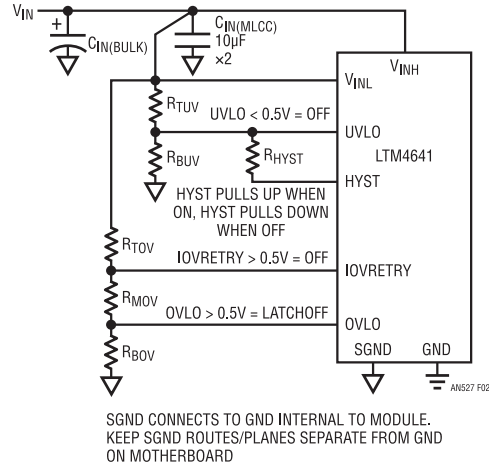 VIN
+
CIN(BULK)
CIN(MLCC)
10µF
×2
VINH
VINL
RTUV
UVLO < 0.5V = OFF
UVLO
RBUV
RHYST
LTM4641
HYST
HYST PULLS UP WHEN
ON, HYST PULLS DOWN
WHEN OFF
RTOV
IOVRETRY > 0.5V = OFF
IOVRETRY
RMOV
OVLO > 0.5V = LATCHOFF
OVLO
RBOV
SGND
GND
AN527 F02
SGND CONNECTS TO GND INTERNAL TO MODULE.
KEEP SGND ROUTES/PLANES SEPARATE FROM GND
ON MOTHERBOARD